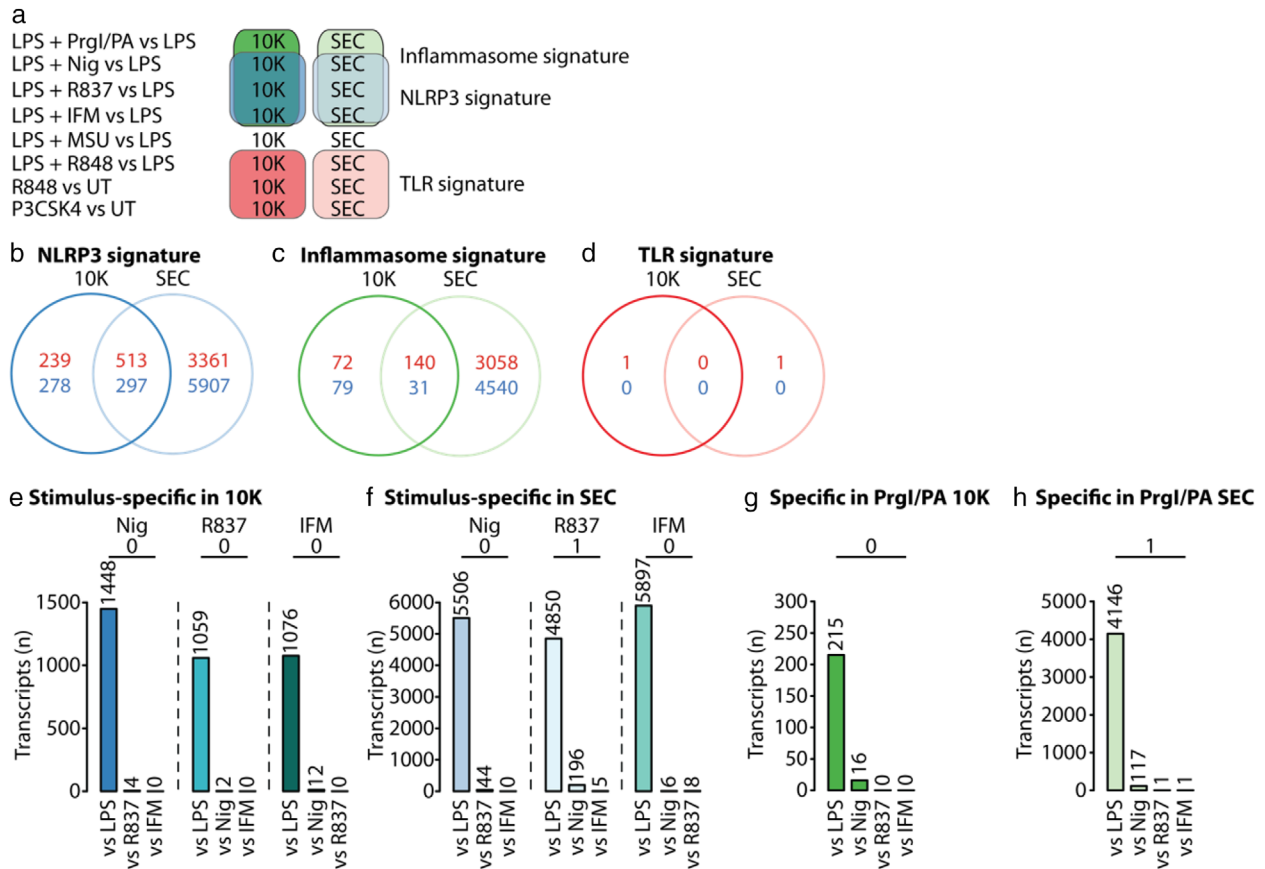 a
LPS + PrgI/PA vs LPS 10K SEC
Inflammasome signature
LPS + Nig vs LPS 10K SEC
LPS + R837 vs LPS 10K SEC
NLRP3 signature
LPS + IFM vs LPS 10K SEC
LPS + MSU vs LPS 10K SEC
LPS + R848 vs LPS 10K SEC
R848 vs UT 10K SEC
TLR signature
P3CSK4 vs UT 10K SEC
b NLRP3 signature
10K SEC
239 513 3361
278 297 5907
c Inflammasome signature
10K SEC
72 140 3058
79 31 4540
d TLR signature
10K SEC
1 0 1
0 0 0
e Stimulus-specific in 10K
Nig R837 IFM
0 0 0
Transcripts (n)
1500
1000
500
0
1448 4 0 1059 2 0 1076 12 0
vs LPS vs R837 vs IFM vs LPS vs Nig vs IFM vs LPS vs Nig vs R837
f Stimulus-specific in SEC
Nig R837 IFM
0 1 0
Transcripts (n)
6000
5000
4000
3000
2000
1000
0
5506 44 0 4850 196 5 5897 6 8
vs LPS vs R837 vs IFM vs LPS vs Nig vs IFM vs LPS vs Nig vs R837
g Specific in PrgI/PA 10K
0
Transcripts (n)
300
250
200
150
100
50
0
215 16 0 0
vs LPS vs Nig vs R837 vs IFM
h Specific in PrgI/PA SEC
1
Transcripts (n)
5000
4000
3000
2000
1000
0
4146 117 1 1
vs LPS vs Nig vs R837 vs IFM